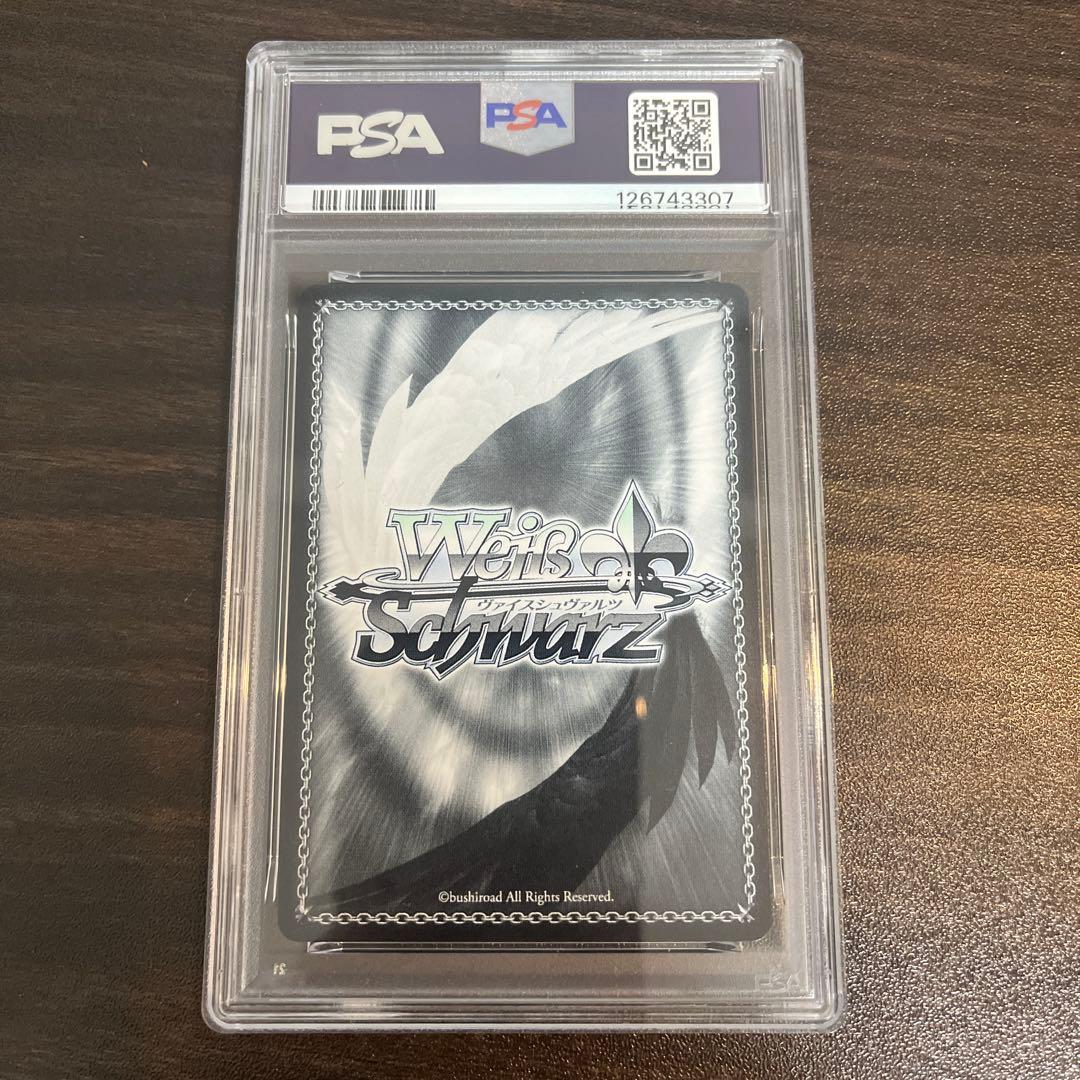 PSA
PSA
126743307
Weiß
ヴァイスシュヴァルツ
Schwarz
©bushiroad All Rights Reserved.
PSA